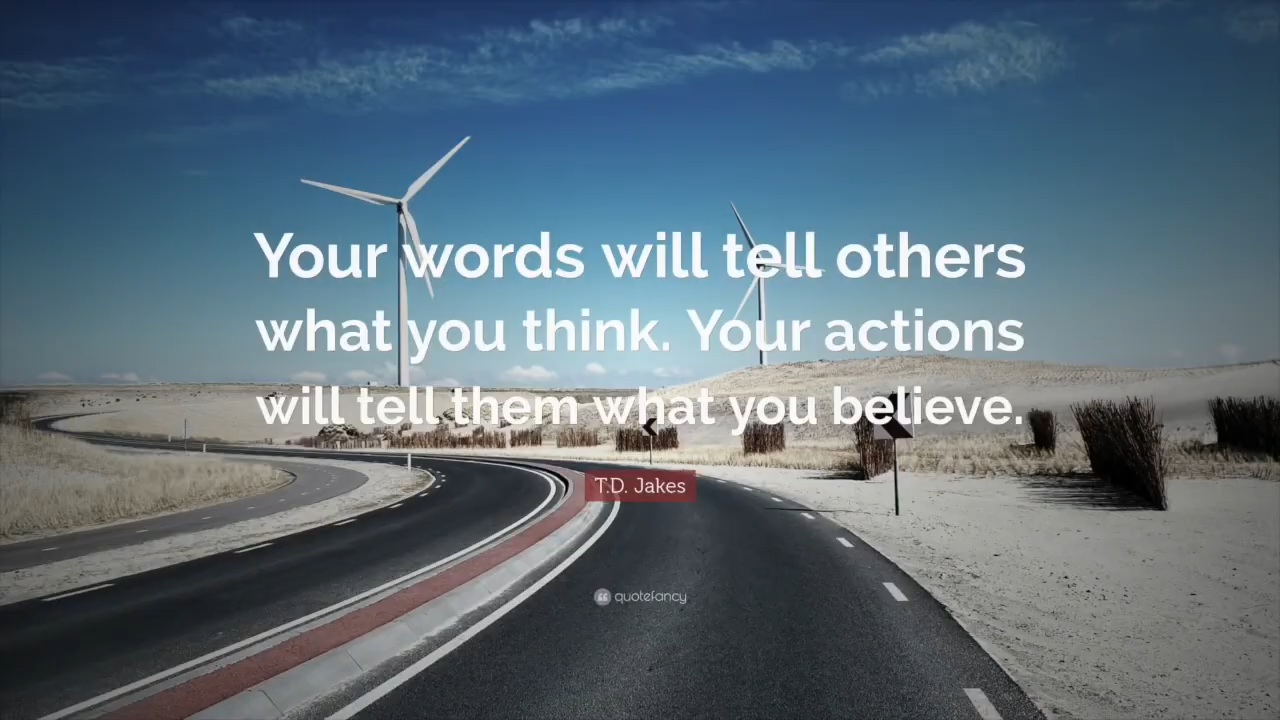 Your words will tell others
what you think. Your actions
will tell them what you believe.
T.D. Jakes
quotefancy